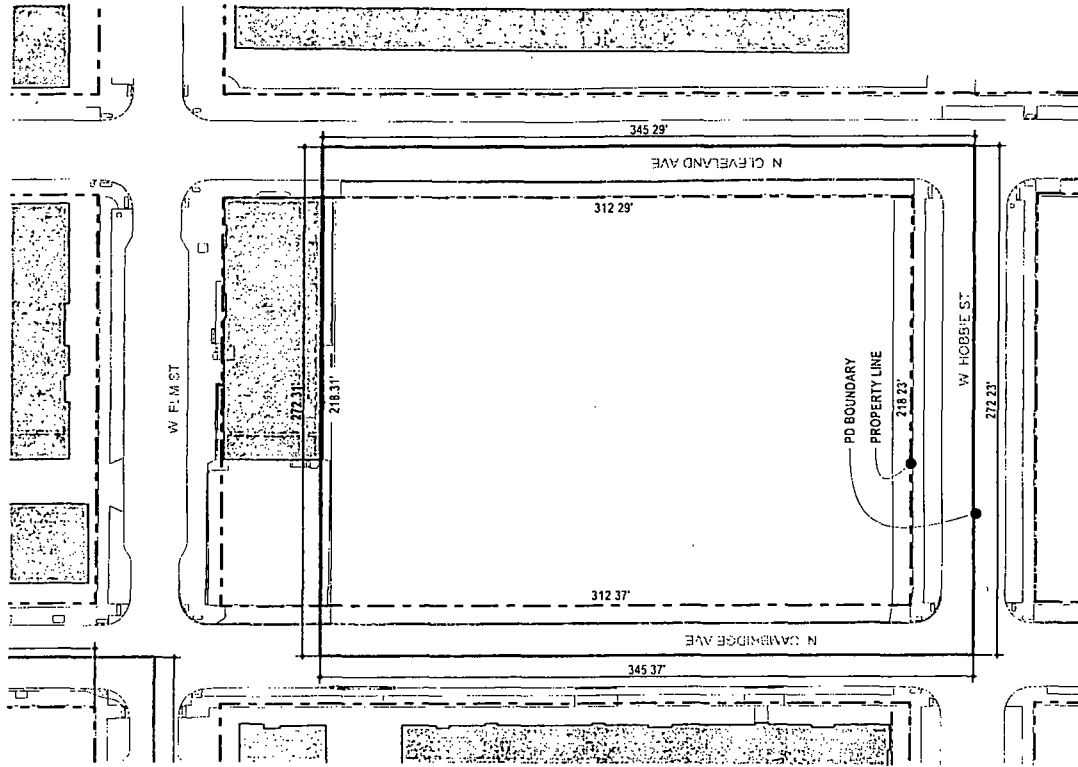 345 29'
N CLEVELAND AVE
312 29'
W ELM ST
272.31'
218.31'
PD BOUNDARY
PROPERTY LINE
218 23'
W HOBBIE ST
272 23'
312 37'
N CAMBRIDGE AVE
345 37'